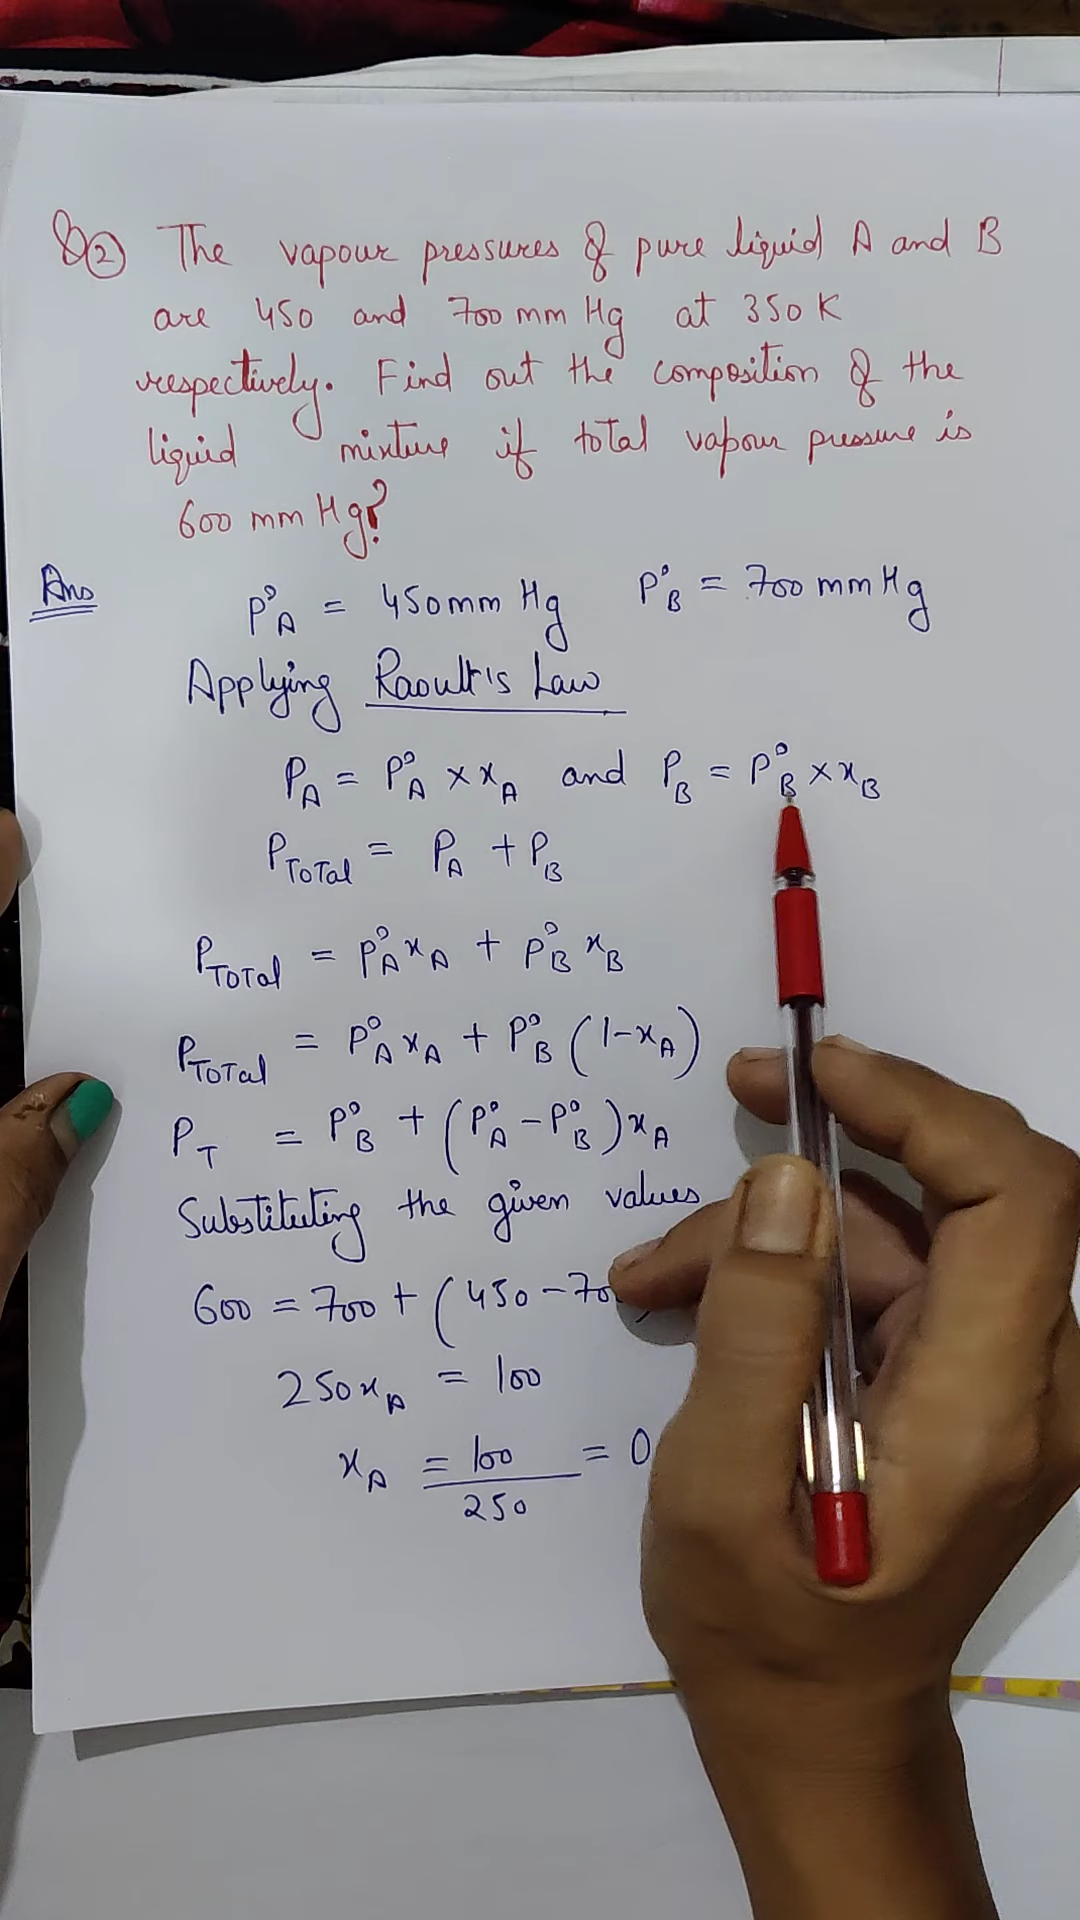 Q② The vapour pressures of pure liquid A and B
are 450 and 700 mm Hg at 350 K
respectively. Find out the composition of the
liquid mixture if total vapour pressure is
600 mm Hg?
Ans P°A = 450mm Hg P°B = 700 mm Hg
Applying Raoult's Law
PA = P°A × xA and PB = P°B × xB
PTOTal = PA + PB
PTOTal = P°A xA + P°B xB
PTOTal = P°A xA + P°B (1-xA)
PT = P°B + (P°A - P°B) xA
Substituting the given values
600 = 700 + (450 - 70
250xA = 100
xA = 100/250 = 0